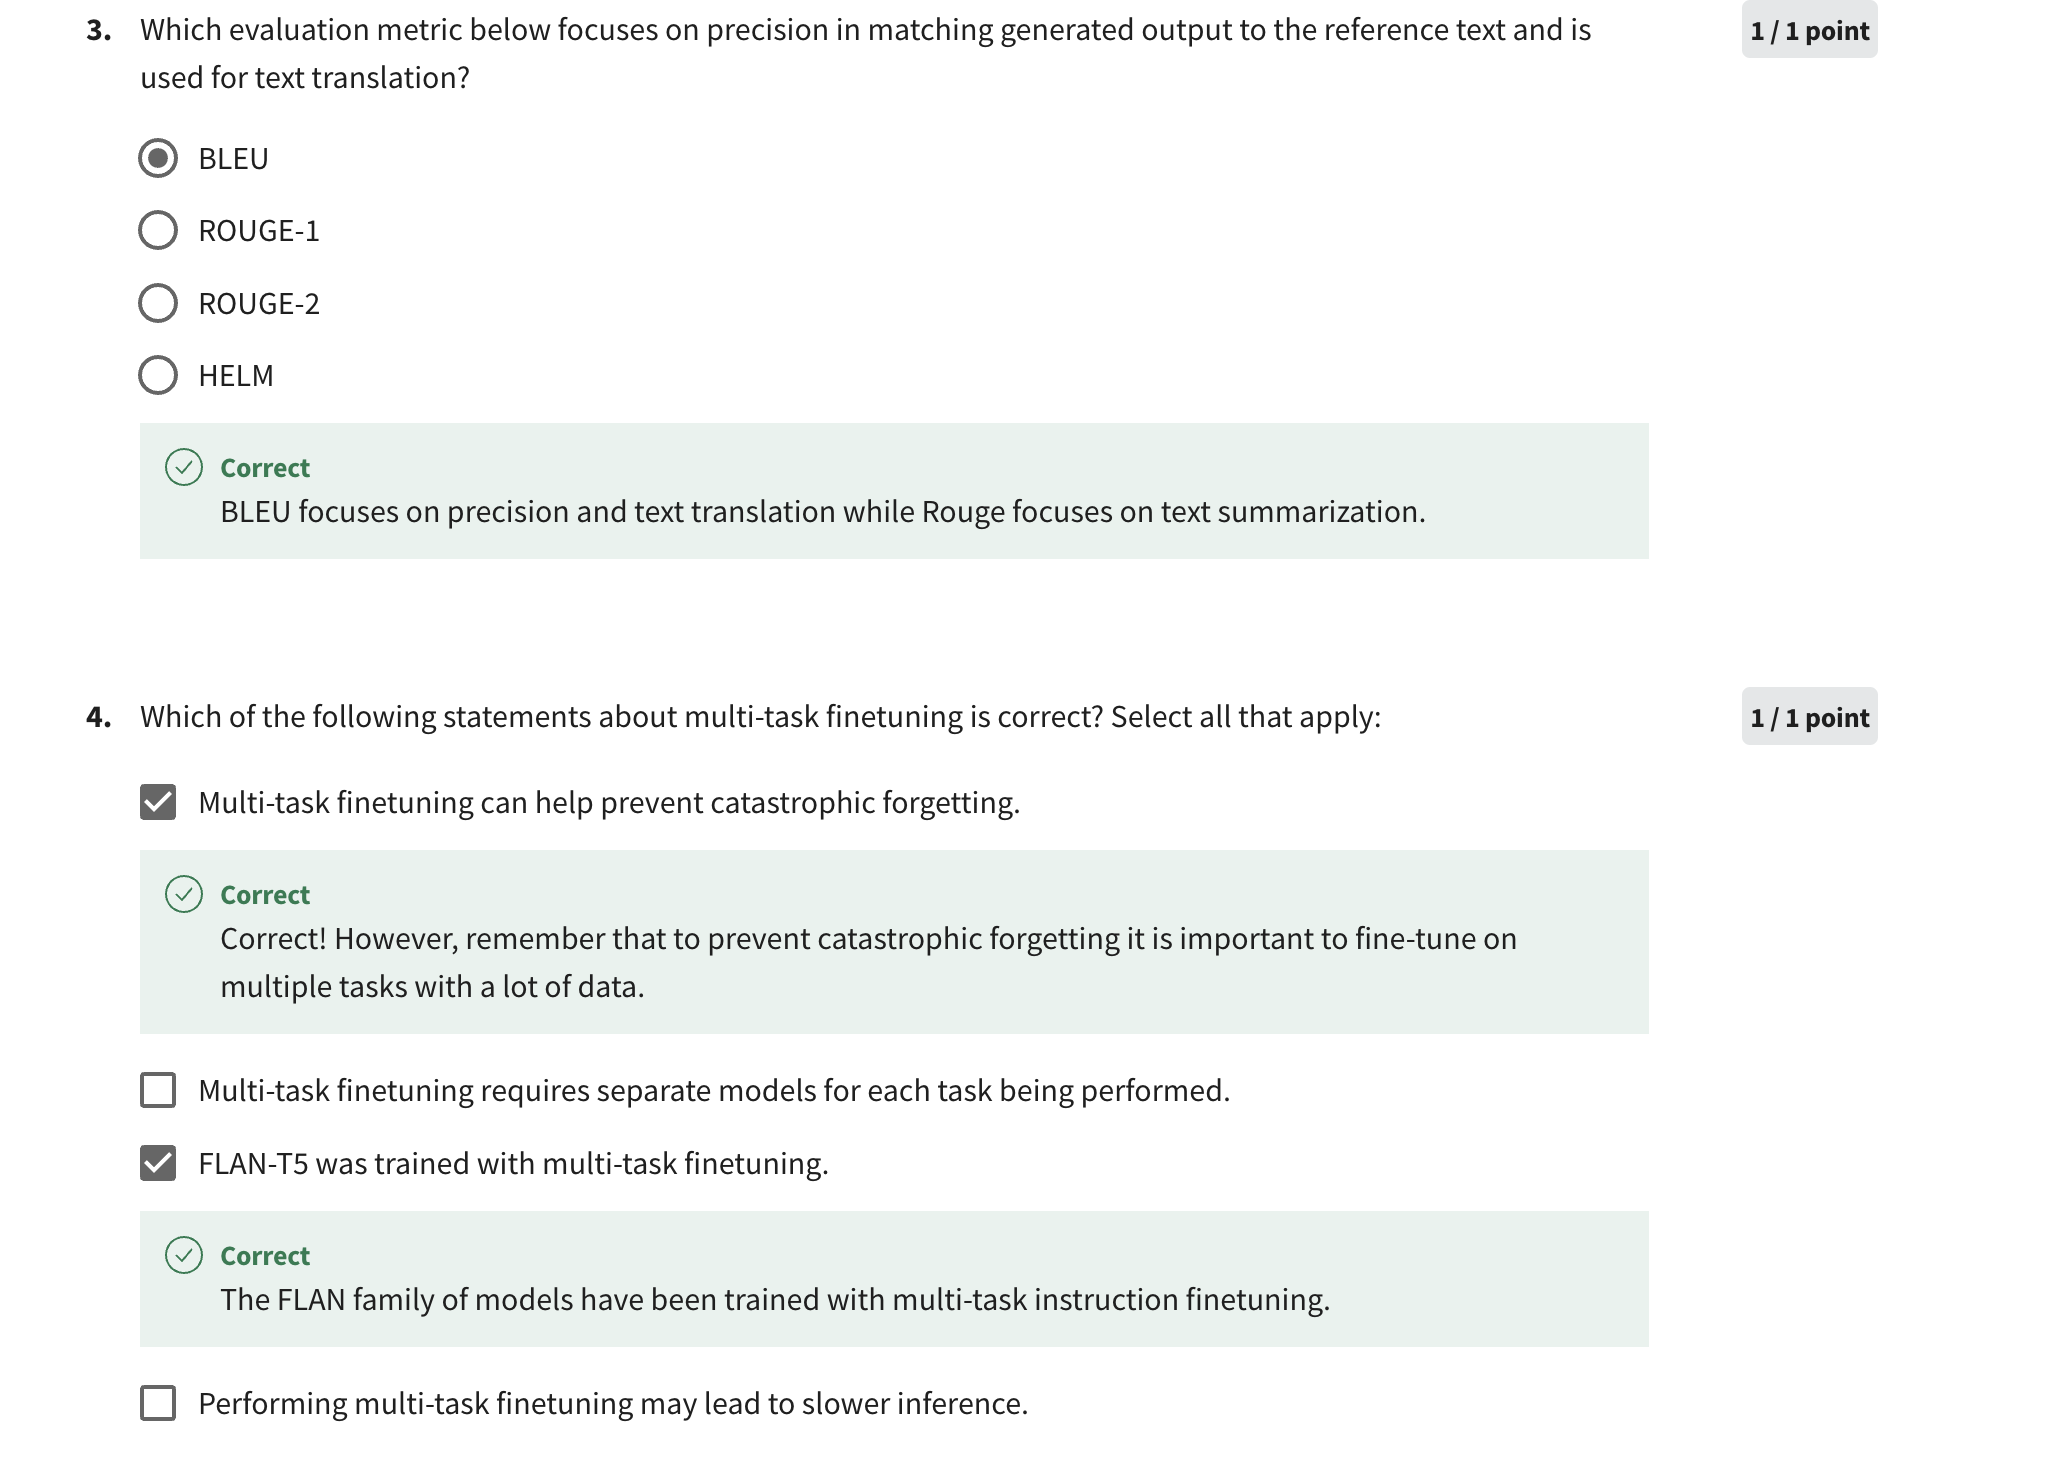 3. Which evaluation metric below focuses on precision in matching generated output to the reference text and is
1 / 1 point
used for text translation?
BLEU
ROUGE-1
ROUGE-2
HELM
Correct
BLEU focuses on precision and text translation while Rouge focuses on text summarization.
4. Which of the following statements about multi-task finetuning is correct? Select all that apply:
1 / 1 point
Multi-task finetuning can help prevent catastrophic forgetting.
Correct
Correct! However, remember that to prevent catastrophic forgetting it is important to fine-tune on
multiple tasks with a lot of data.
Multi-task finetuning requires separate models for each task being performed.
FLAN-T5 was trained with multi-task finetuning.
Correct
The FLAN family of models have been trained with multi-task instruction finetuning.
Performing multi-task finetuning may lead to slower inference.